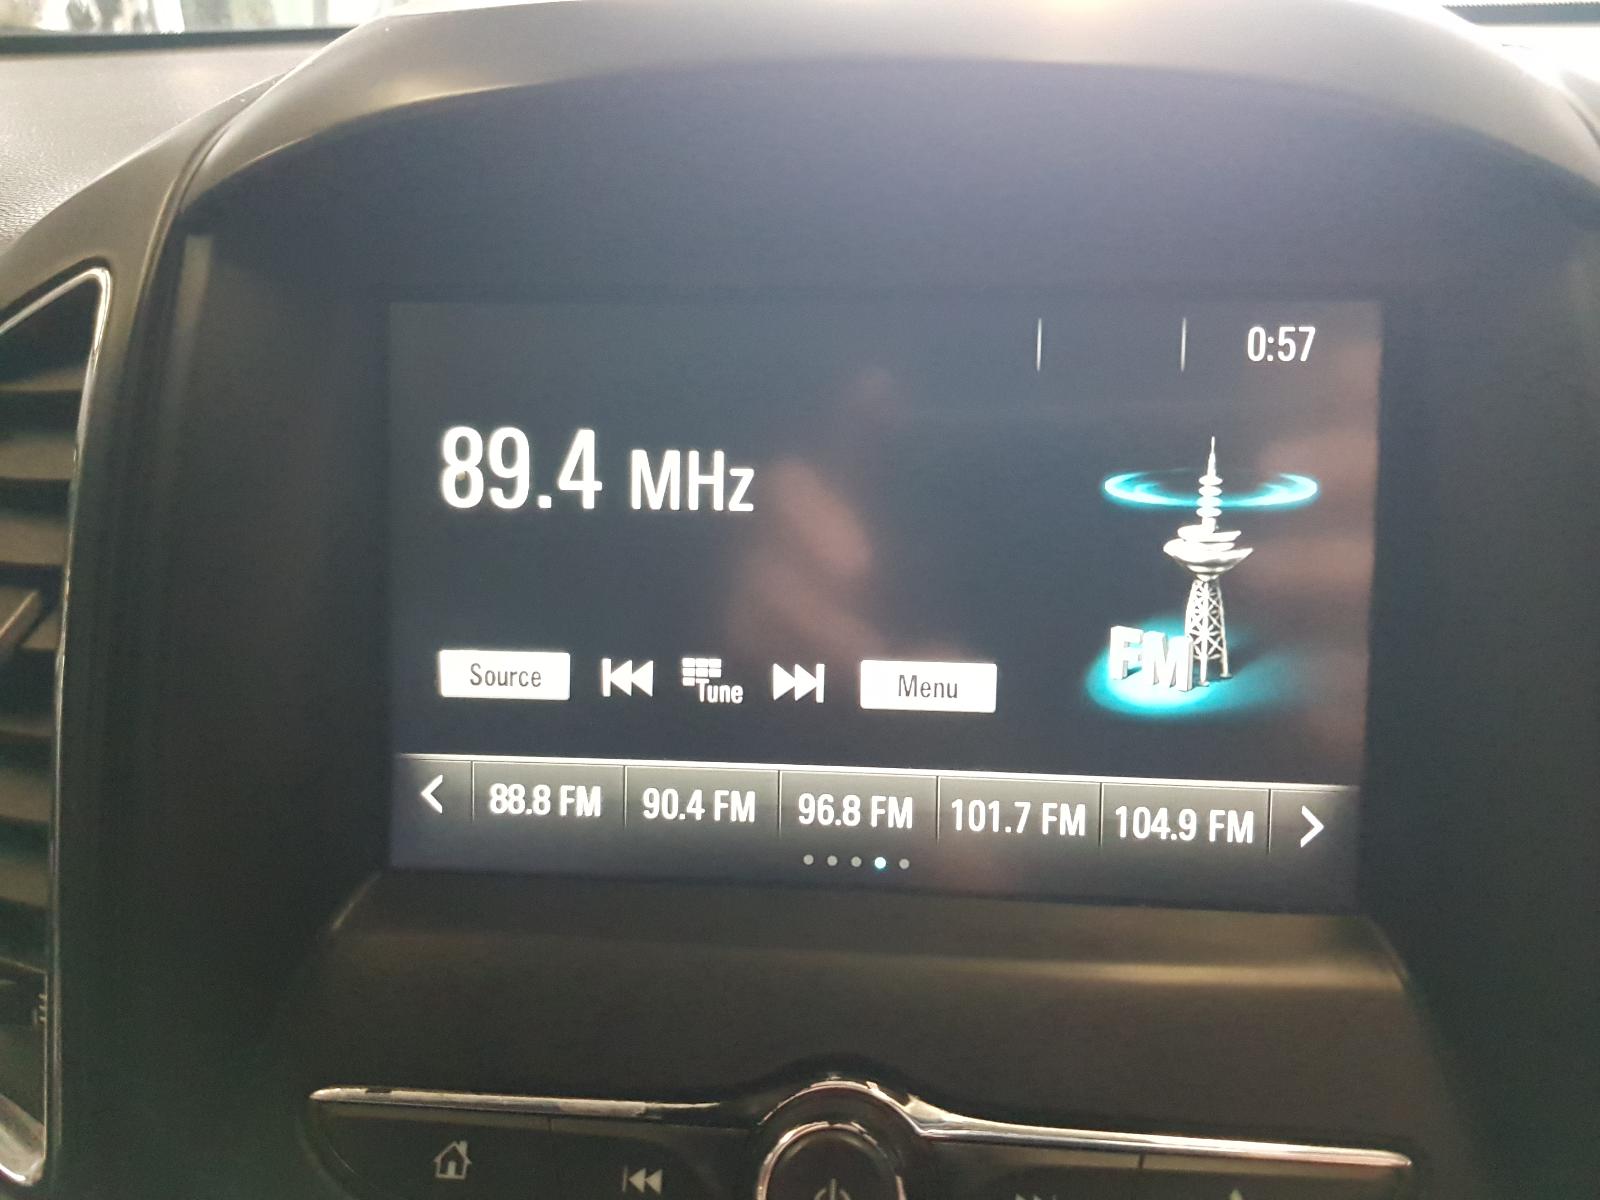 0:57
89.4 MHz
FM
Source Tune Menu
88.8 FM 90.4 FM 96.8 FM 101.7 FM 104.9 FM